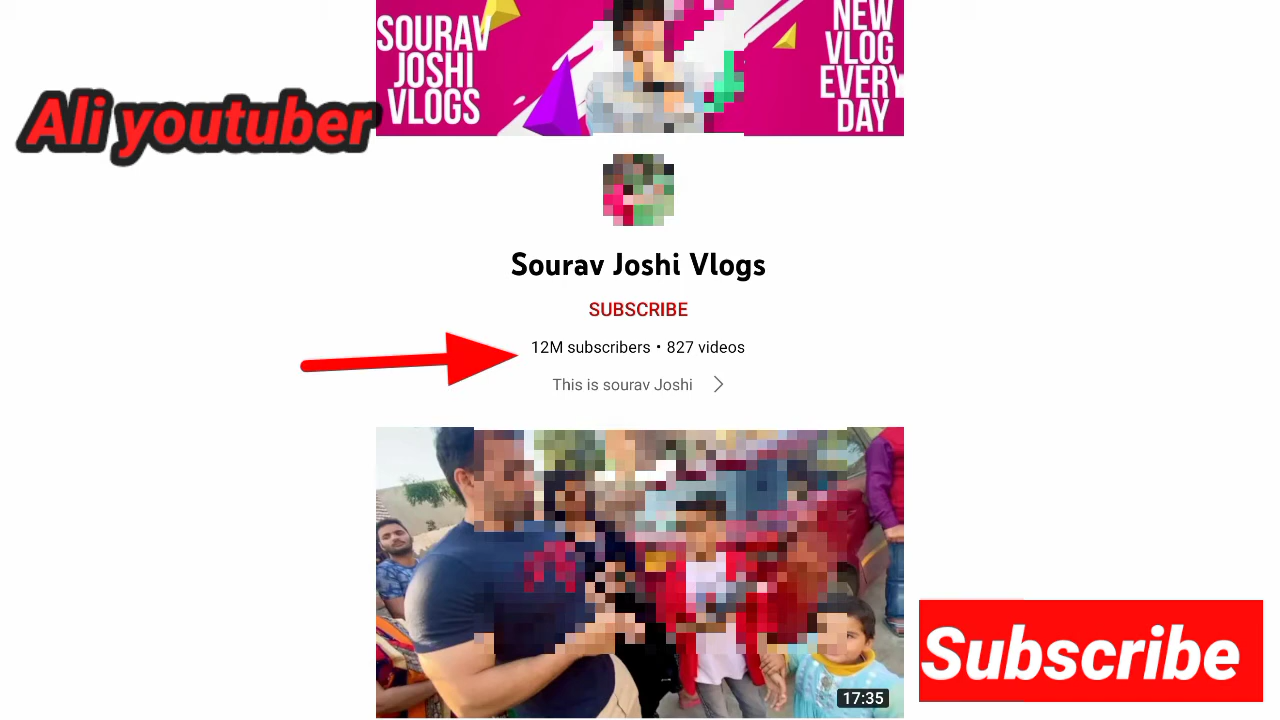 SOURAV
JOSHI
VLOGS
NEW
VLOG
EVERY
DAY
Ali youtuber
Sourav Joshi Vlogs
SUBSCRIBE
12M subscribers • 827 videos
This is sourav Joshi
17:35
Subscribe